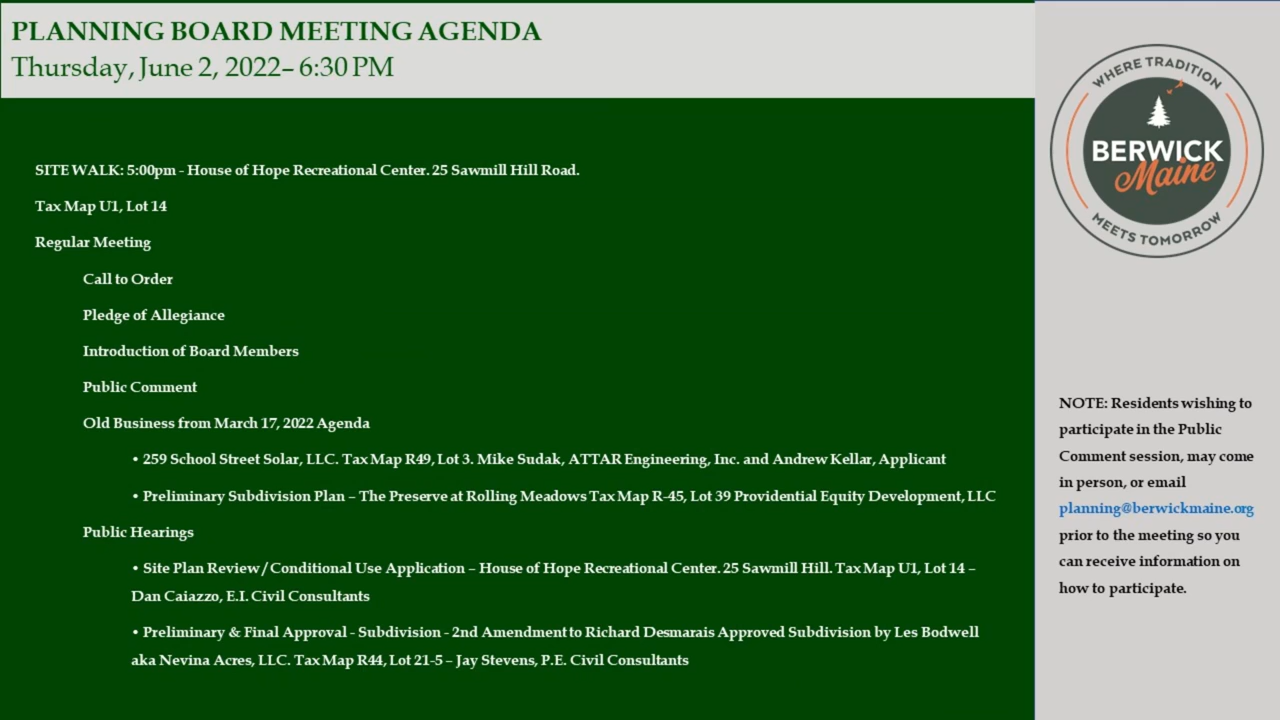 PLANNING BOARD MEETING AGENDA
Thursday, June 2, 2022– 6:30 PM
SITE WALK: 5:00pm - House of Hope Recreational Center. 25 Sawmill Hill Road.
Tax Map U1, Lot 14
Regular Meeting
Call to Order
Pledge of Allegiance
Introduction of Board Members
Public Comment
Old Business from March 17, 2022 Agenda
• 259 School Street Solar, LLC. Tax Map R49, Lot 3. Mike Sudak, ATTAR Engineering, Inc. and Andrew Kellar, Applicant
• Preliminary Subdivision Plan – The Preserve at Rolling Meadows Tax Map R-45, Lot 39 Providential Equity Development, LLC
Public Hearings
• Site Plan Review / Conditional Use Application – House of Hope Recreational Center. 25 Sawmill Hill. Tax Map U1, Lot 14 –
Dan Caiazzo, E.I. Civil Consultants
• Preliminary & Final Approval - Subdivision - 2nd Amendment to Richard Desmarais Approved Subdivision by Les Bodwell
aka Nevina Acres, LLC. Tax Map R44, Lot 21-5 – Jay Stevens, P.E. Civil Consultants
WHERE TRADITION
BERWICK
Maine
MEETS TOMORROW
NOTE: Residents wishing to
participate in the Public
Comment session, may come
in person, or email
planning@berwickmaine.org
prior to the meeting so you
can receive information on
how to participate.